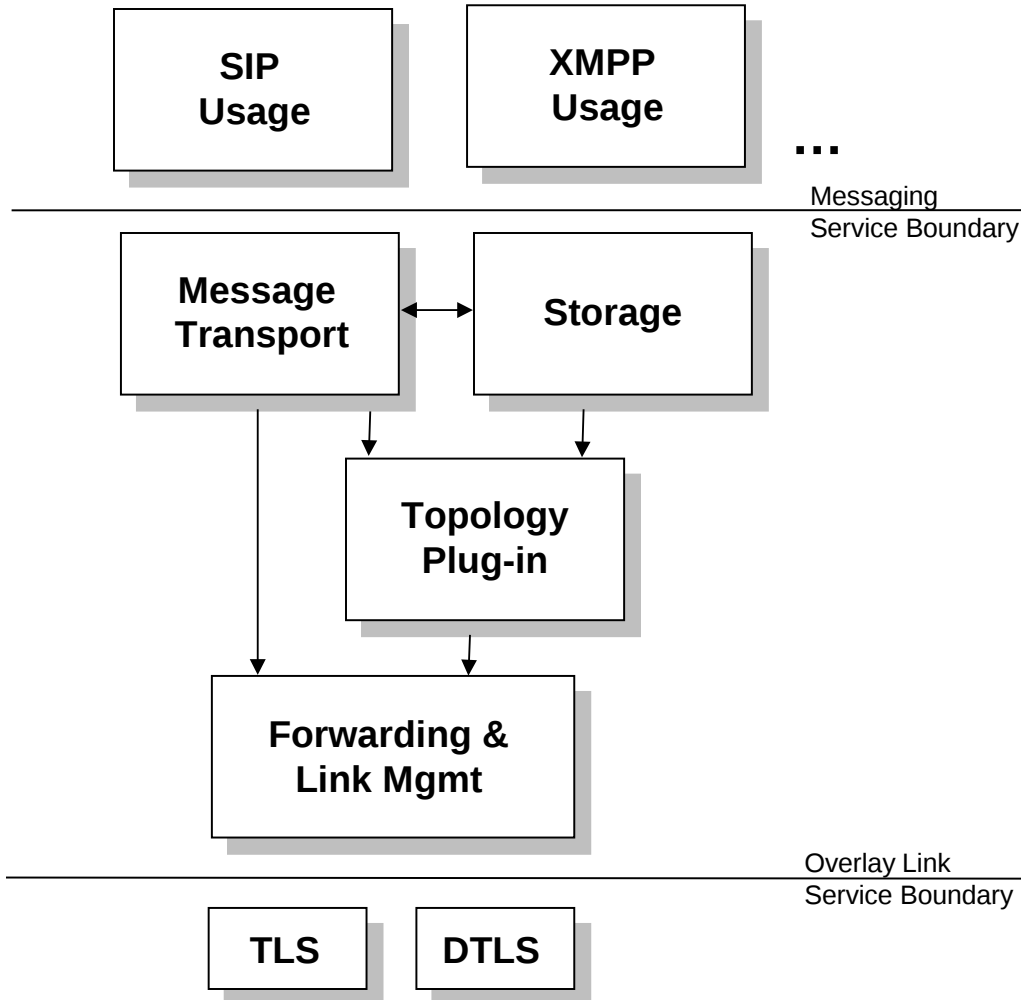 SIP
Usage
XMPP
Usage
...
Messaging
Service Boundary
Message
Transport
Storage
Topology
Plug-in
Forwarding &
Link Mgmt
Overlay Link
Service Boundary
TLS
DTLS